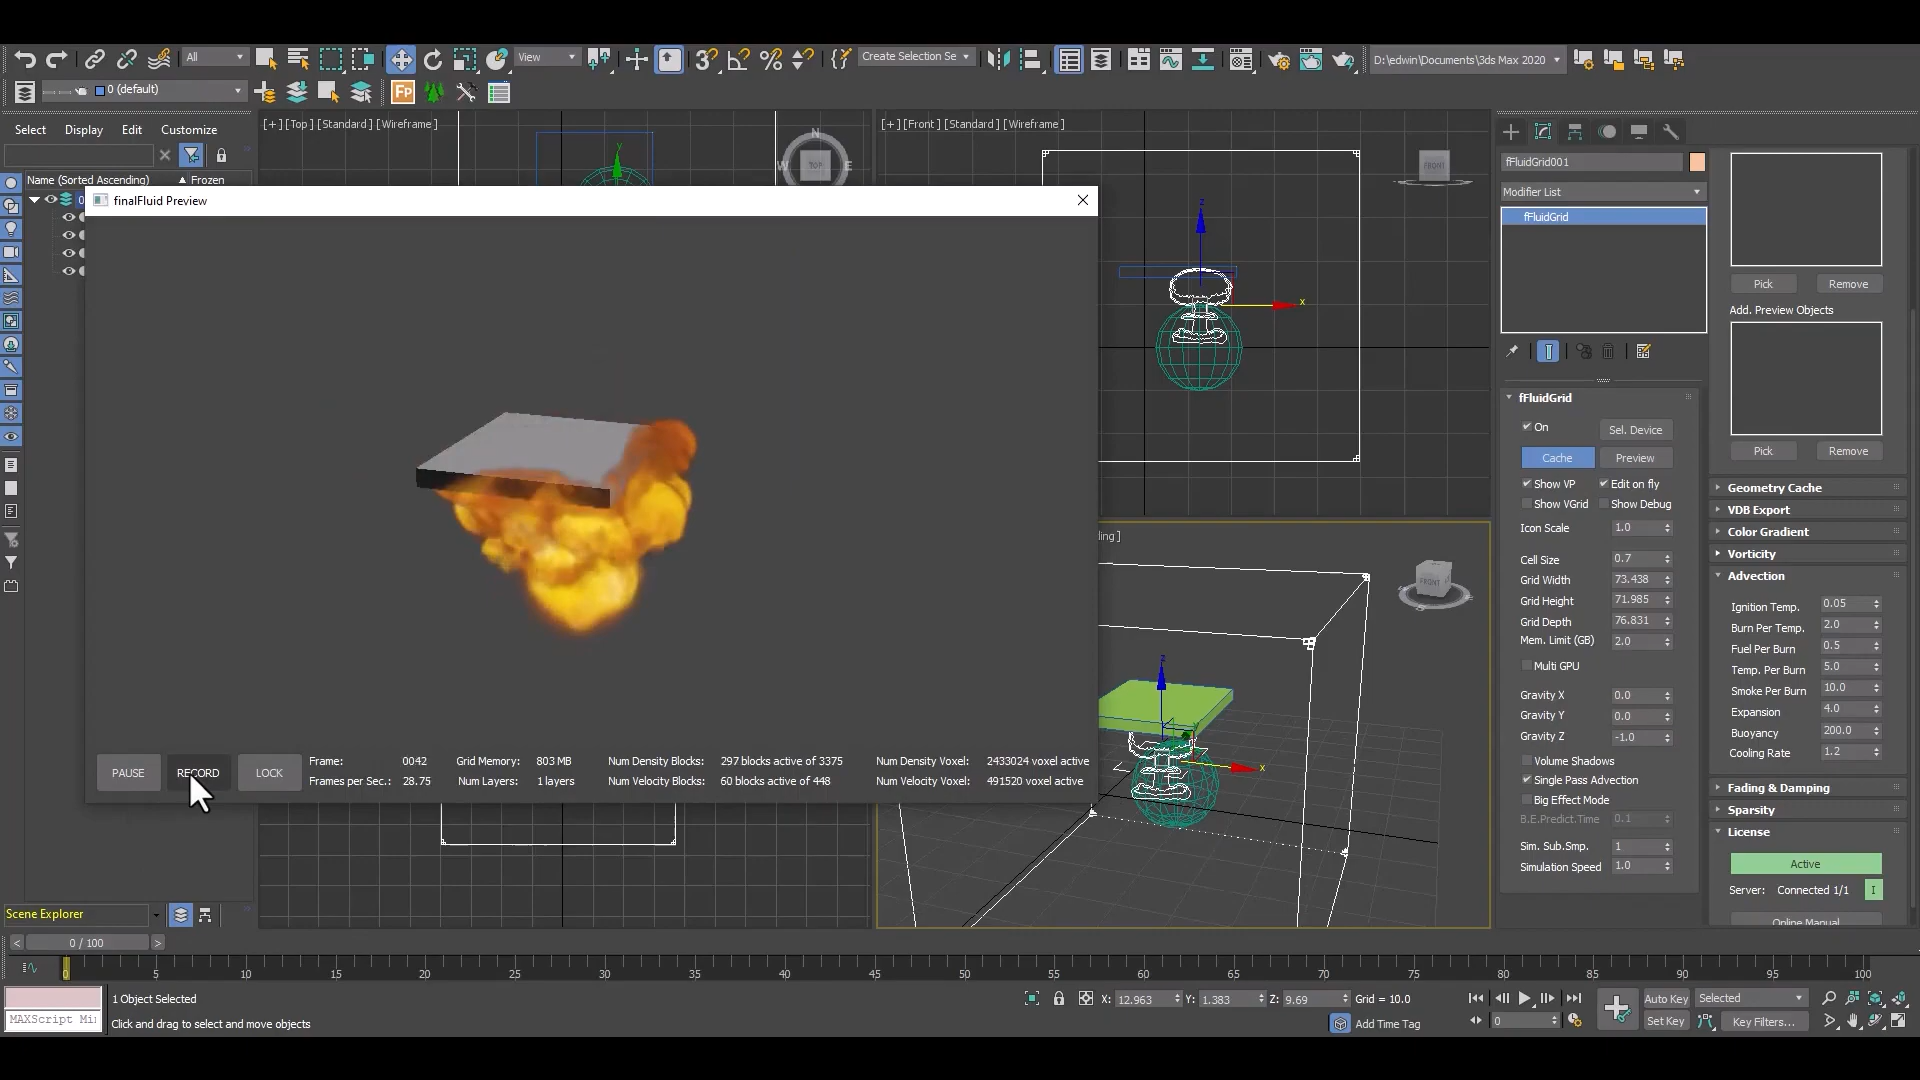 All
View
Create Selection Se
D:\edwin\Documents\3ds Max 2020
0 (default)
Fp
Select Display Edit Customize
Name (Sorted Ascending) Frozen
[+] [Top ] [Standard ] [Wireframe ]
N
W TOP E
y
[+] [Front ] [Standard ] [Wireframe ]
FRONT
z
x
finalFluid Preview
PAUSE RECORD LOCK
Frame: 0042 Grid Memory: 803 MB Num Density Blocks: 297 blocks active of 3375 Num Density Voxel: 2433024 voxel active
Frames per Sec.: 28.75 Num Layers: 1 layers Num Velocity Blocks: 60 blocks active of 448 Num Velocity Voxel: 491520 voxel active
ling ]
FRONT
z
x
fFluidGrid001
Modifier List
fFluidGrid
fFluidGrid
On Sel. Device
Cache Preview
Show VP Edit on fly
Show VGrid Show Debug
Icon Scale 1.0
Cell Size 0.7
Grid Width 73.438
Grid Height 71.985
Grid Depth 76.831
Mem. Limit (GB) 2.0
Multi GPU
Gravity X 0.0
Gravity Y 0.0
Gravity Z -1.0
Volume Shadows
Single Pass Advection
Big Effect Mode
B.E.Predict.Time 0.1
Sim. Sub.Smp. 1
Simulation Speed 1.0
Pick Remove
Add. Preview Objects
Pick Remove
Geometry Cache
VDB Export
Color Gradient
Vorticity
Advection
Ignition Temp. 0.05
Burn Per Temp. 2.0
Fuel Per Burn 0.5
Temp. Per Burn 5.0
Smoke Per Burn 10.0
Expansion 4.0
Buoyancy 200.0
Cooling Rate 1.2
Fading & Damping
Sparsity
License
Active
Server: Connected 1/1 I
Online Manual
Scene Explorer
< 0 / 100 >
0 5 10 15 20 25 30 35 40 45 50 55 60 65 70 75 80 85 90 95 100
1 Object Selected
MAXScript Mi
Click and drag to select and move objects
X: 12.963 Y: 1.383 Z: 9.69 Grid = 10.0
Add Time Tag
0
Auto Key Selected
Set Key Key Filters...